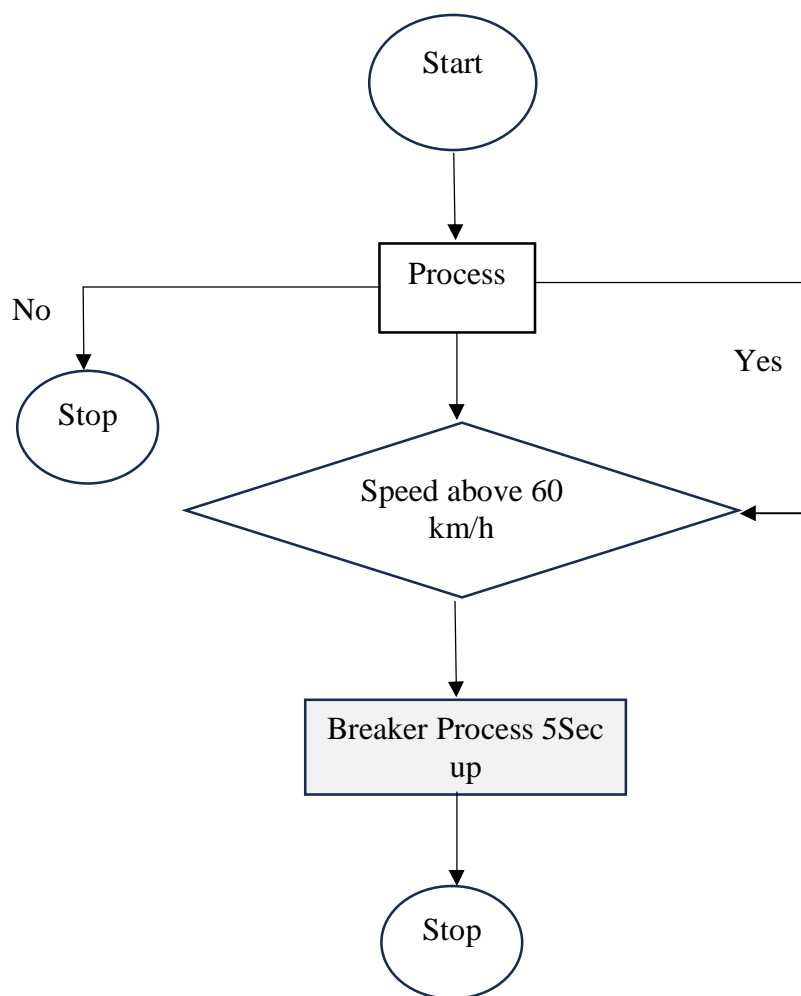 Start
Process
No
Yes
Stop
Speed above 60
km/h
Breaker Process 5Sec
up
Stop